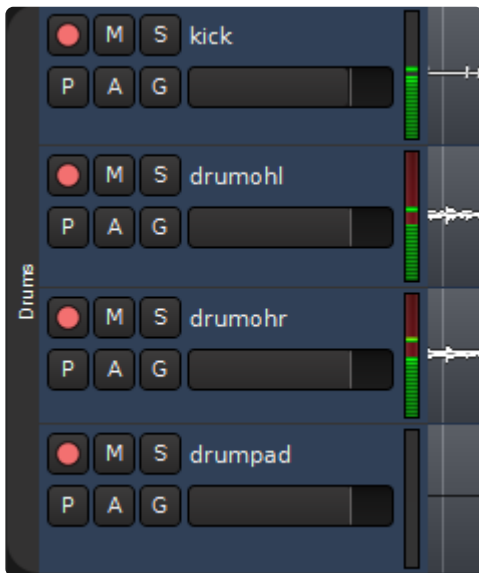 Drums
M S kick
P A G
M S drumohl
P A G
M S drumohr
P A G
M S drumpad
P A G